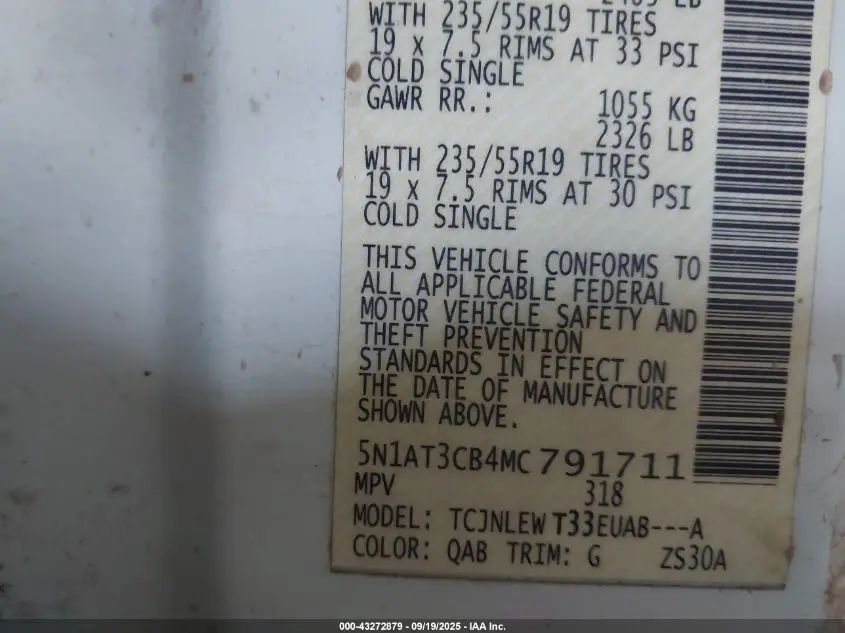 2469 LB
WITH 235/55R19 TIRES
19 x 7.5 RIMS AT 33 PSI
COLD SINGLE
GAWR RR.: 1055 KG
2326 LB
WITH 235/55R19 TIRES
19 x 7.5 RIMS AT 30 PSI
COLD SINGLE
THIS VEHICLE CONFORMS TO
ALL APPLICABLE FEDERAL
MOTOR VEHICLE SAFETY AND
THEFT PREVENTION
STANDARDS IN EFFECT ON
THE DATE OF MANUFACTURE
SHOWN ABOVE.
5N1AT3CB4MC791711
MPV 318
MODEL: TCJNLEWT33EUAB---A
COLOR: QAB TRIM: G ZS30A
000-43272879 - 09/19/2025 - IAA Inc.